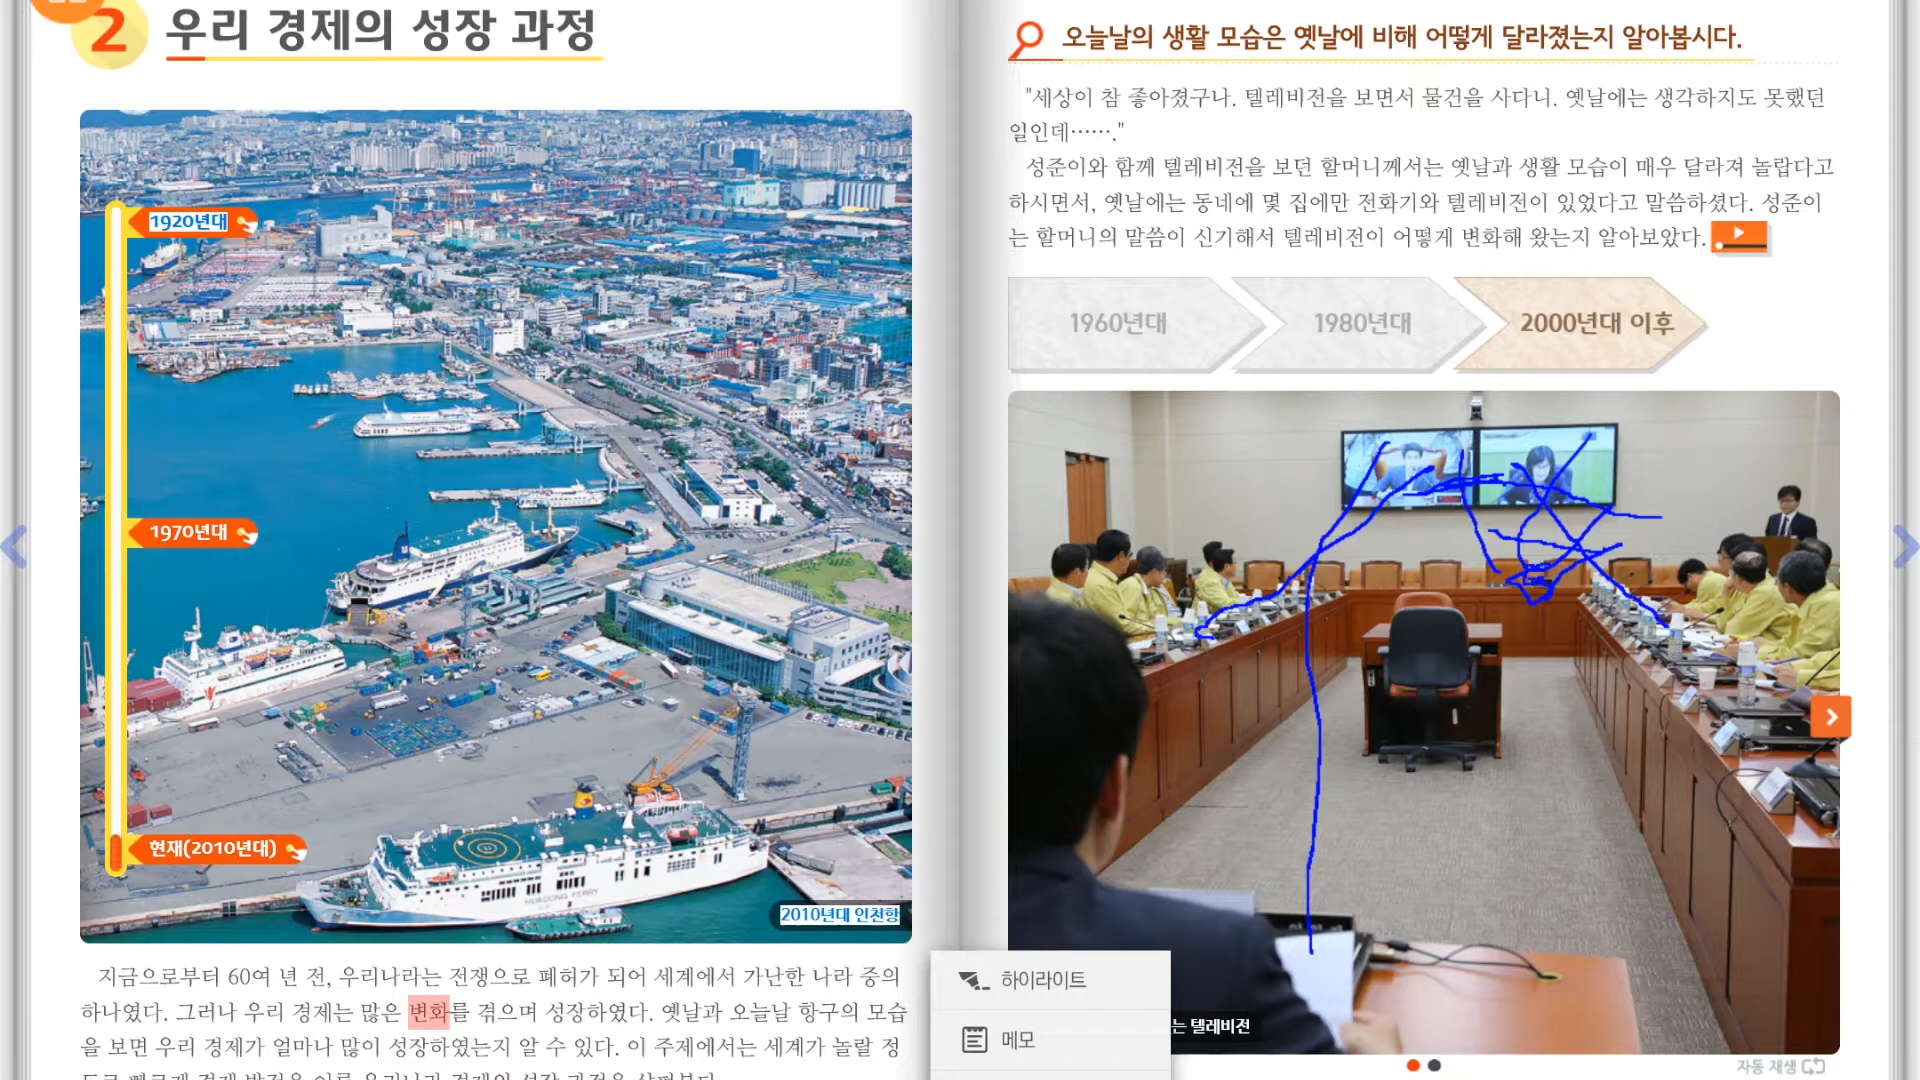 2 우리 경제의 성장 과정
1920년대
1970년대
현재(2010년대)
HUADONG FERRY
2010년대 인천항
지금으로부터 60여 년 전, 우리나라는 전쟁으로 폐허가 되어 세계에서 가난한 나라 중의
하나였다. 그러나 우리 경제는 많은 변화를 겪으며 성장하였다. 옛날과 오늘날 항구의 모습
을 보면 우리 경제가 얼마나 많이 성장하였는지 알 수 있다. 이 주제에서는 세계가 놀랄 정
오늘날의 생활 모습은 옛날에 비해 어떻게 달라졌는지 알아봅시다.
"세상이 참 좋아졌구나. 텔레비전을 보면서 물건을 사다니. 옛날에는 생각하지도 못했던
일인데……."
성준이와 함께 텔레비전을 보던 할머니께서는 옛날과 생활 모습이 매우 달라져 놀랍다고
하시면서, 옛날에는 동네에 몇 집에만 전화기와 텔레비전이 있었다고 말씀하셨다. 성준이
는 할머니의 말씀이 신기해서 텔레비전이 어떻게 변화해 왔는지 알아보았다.
1960년대
1980년대
2000년대 이후
는 텔레비전
자동 재생
하이라이트
메모